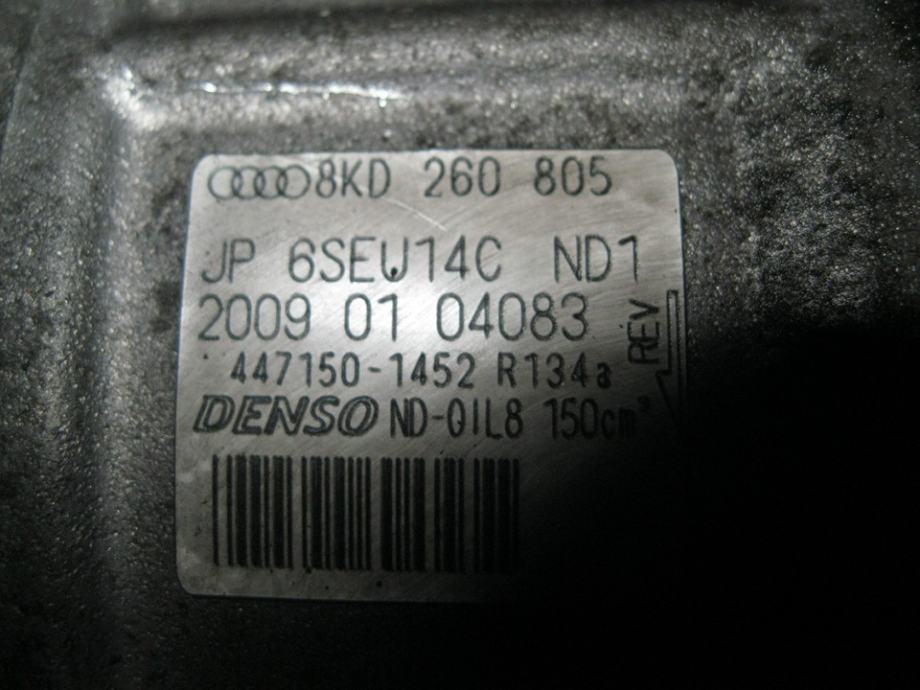 8KD 260 805
JP 6SEU14C ND1
2009 01 04083
447150-1452 R134a
REV
DENSO ND-OIL8 150cm³